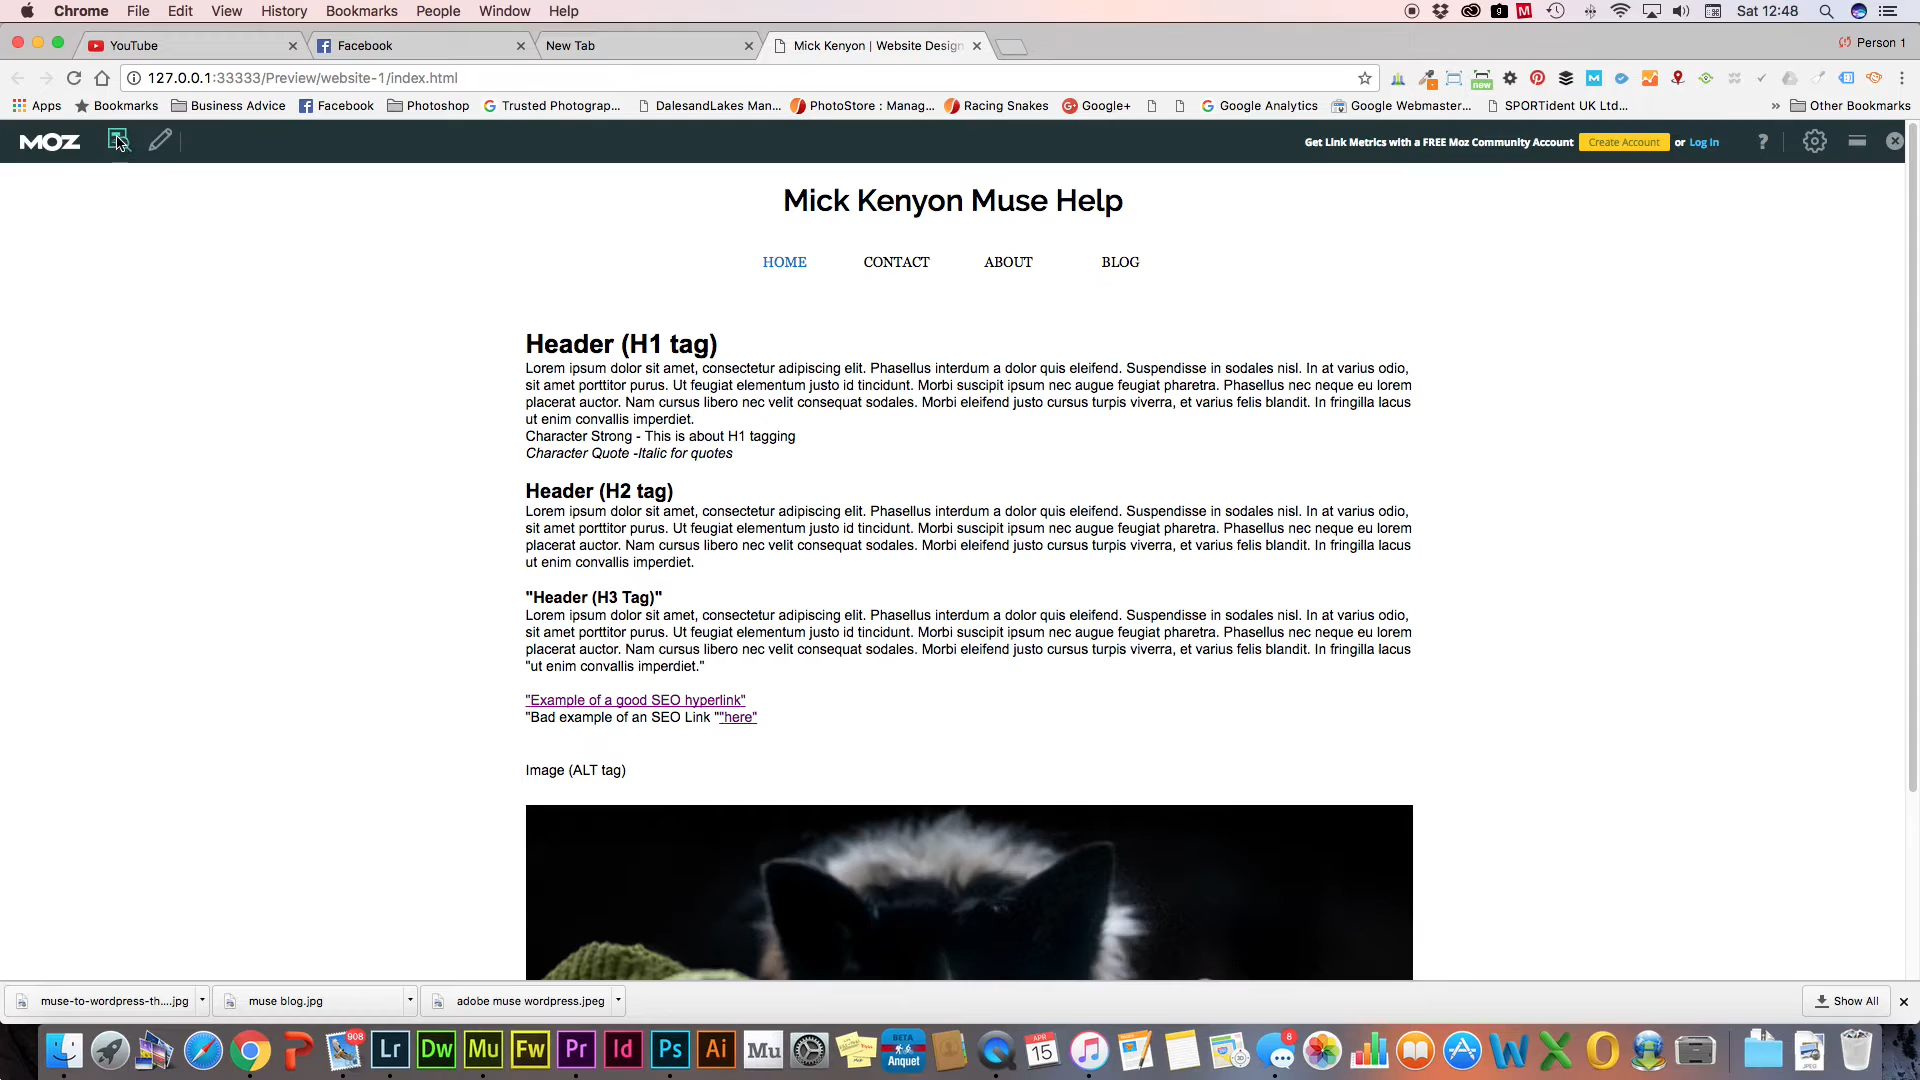 Chrome File Edit View History Bookmarks People Window Help Sat 12:48
YouTube Facebook New Tab Mick Kenyon | Website Design Person 1
127.0.0.1:33333/Preview/website-1/index.html
Apps Bookmarks Business Advice Facebook Photoshop Trusted Photograp... DalesandLakes Man... PhotoStore : Manag... Racing Snakes Google+ Google Analytics Google Webmaster... SPORTident UK Ltd... » Other Bookmarks
MOZ Get Link Metrics with a FREE Moz Community Account Create Account or Log In ?
Mick Kenyon Muse Help
HOME CONTACT ABOUT BLOG
Header (H1 tag)
Lorem ipsum dolor sit amet, consectetur adipiscing elit. Phasellus interdum a dolor quis eleifend. Suspendisse in sodales nisl. In at varius odio,
sit amet porttitor purus. Ut feugiat elementum justo id tincidunt. Morbi suscipit ipsum nec augue feugiat pharetra. Phasellus nec neque eu lorem
placerat auctor. Nam cursus libero nec velit consequat sodales. Morbi eleifend justo cursus turpis viverra, et varius felis blandit. In fringilla lacus
ut enim convallis imperdiet.
Character Strong - This is about H1 tagging
Character Quote -Italic for quotes
Header (H2 tag)
Lorem ipsum dolor sit amet, consectetur adipiscing elit. Phasellus interdum a dolor quis eleifend. Suspendisse in sodales nisl. In at varius odio,
sit amet porttitor purus. Ut feugiat elementum justo id tincidunt. Morbi suscipit ipsum nec augue feugiat pharetra. Phasellus nec neque eu lorem
placerat auctor. Nam cursus libero nec velit consequat sodales. Morbi eleifend justo cursus turpis viverra, et varius felis blandit. In fringilla lacus
ut enim convallis imperdiet.
"Header (H3 Tag)"
Lorem ipsum dolor sit amet, consectetur adipiscing elit. Phasellus interdum a dolor quis eleifend. Suspendisse in sodales nisl. In at varius odio,
sit amet porttitor purus. Ut feugiat elementum justo id tincidunt. Morbi suscipit ipsum nec augue feugiat pharetra. Phasellus nec neque eu lorem
placerat auctor. Nam cursus libero nec velit consequat sodales. Morbi eleifend justo cursus turpis viverra, et varius felis blandit. In fringilla lacus
"ut enim convallis imperdiet."
"Example of a good SEO hyperlink"
"Bad example of an SEO Link ""here"
Image (ALT tag)
muse-to-wordpress-th....jpg muse blog.jpg adobe muse wordpress.jpeg Show All
908 Lr Dw Mu Fw Pr Id Ps Ai Mu BETA Anquet APR 15 8